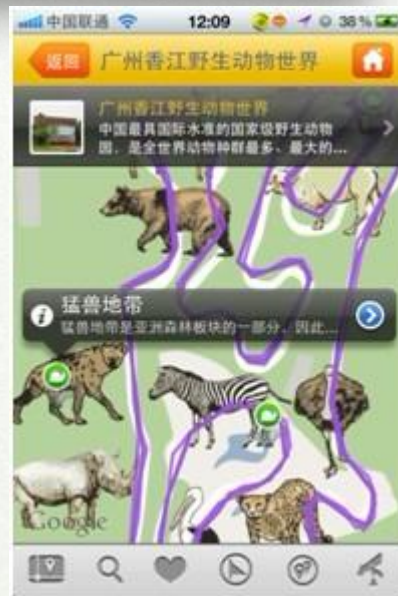 中国联通 12:09 38%
返回 广州香江野生动物世界
广州香江野生动物世界
中国最具国际水准的国家级野生动物
园，是全世界动物种群最多、最大的...
猛兽地带
猛兽地带是亚洲森林板块的一部分，因此...
Google